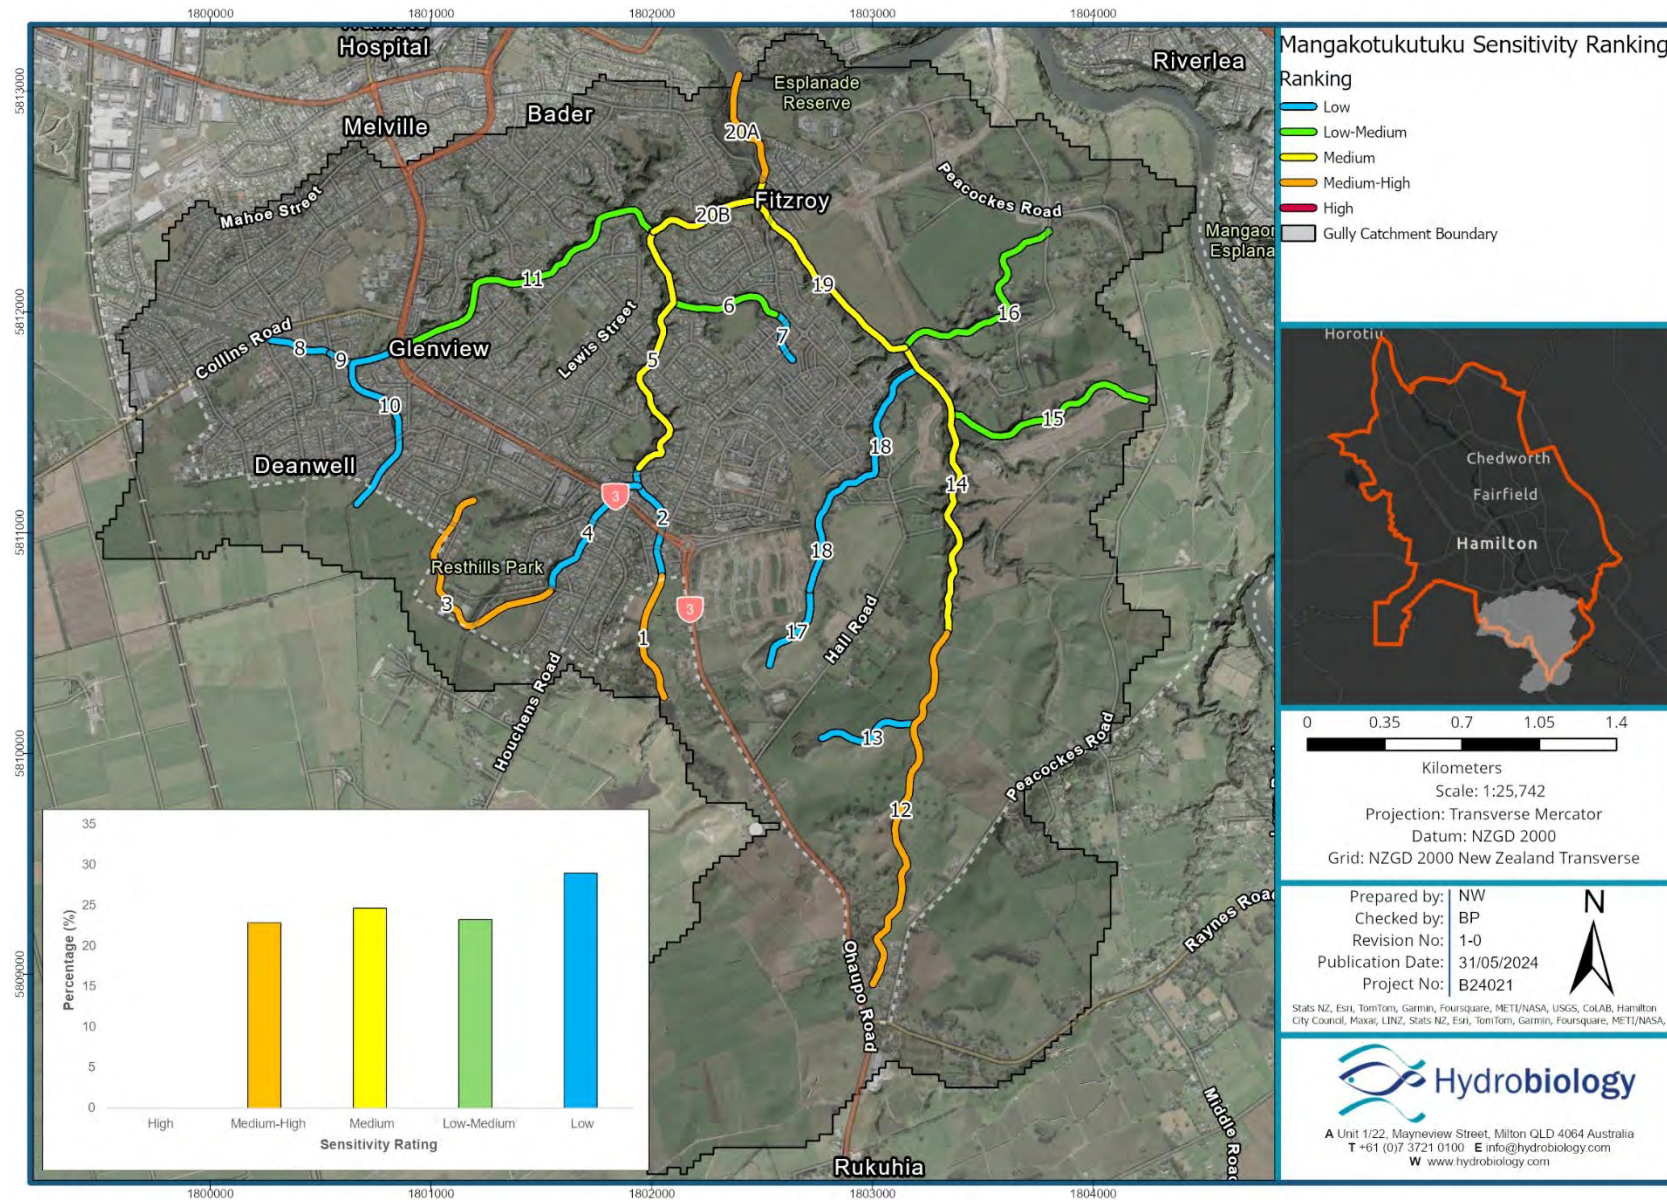 1800000
1801000
1802000
1803000
1804000
5813000
5812000
5811000
5810000
5809000
Hospital
Melville
Bader
Esplanade
Reserve
Riverlea
Mahoe Street
20A
Fitzroy
20B
Peacockes Road
Collins Road
11
19
16
Lewis Street
6
7
8
9
Glenview
5
10
15
Deanwell
18
14
3
2
4
Resthills Park
18
3
3
1
17
Hall Road
Houchens Road
13
Peacockes Road
12
Ohaupo Road
Raynes Road
Middle Road
Rukuhia
35
30
25
20
15
10
5
0
Percentage (%)
High
Medium-High
Medium
Low-Medium
Low
Sensitivity Rating
1800000
1801000
1802000
1803000
1804000
Mangakotukutuku Sensitivity Ranking
Ranking
Low
Low-Medium
Medium
Medium-High
High
Gully Catchment Boundary
Horotiu
Chedworth
Fairfield
Hamilton
0 0.35 0.7 1.05 1.4
Kilometers
Scale: 1:25,742
Projection: Transverse Mercator
Datum: NZGD 2000
Grid: NZGD 2000 New Zealand Transverse
Prepared by: NW
Checked by: BP
Revision No: 1-0
Publication Date: 31/05/2024
Project No: B24021
N
Stats NZ, Esri, TomTom, Garmin, Foursquare, METI/NASA, USGS, CoLAB, Hamilton
City Council, Maxar, LINZ, Stats NZ, Esri, TomTom, Garmin, Foursquare, METI/NASA,
Hydrobiology
A Unit 1/22, Mayneview Street, Milton QLD 4064 Australia
T +61 (0)7 3721 0100 E info@hydrobiology.com
W www.hydrobiology.com